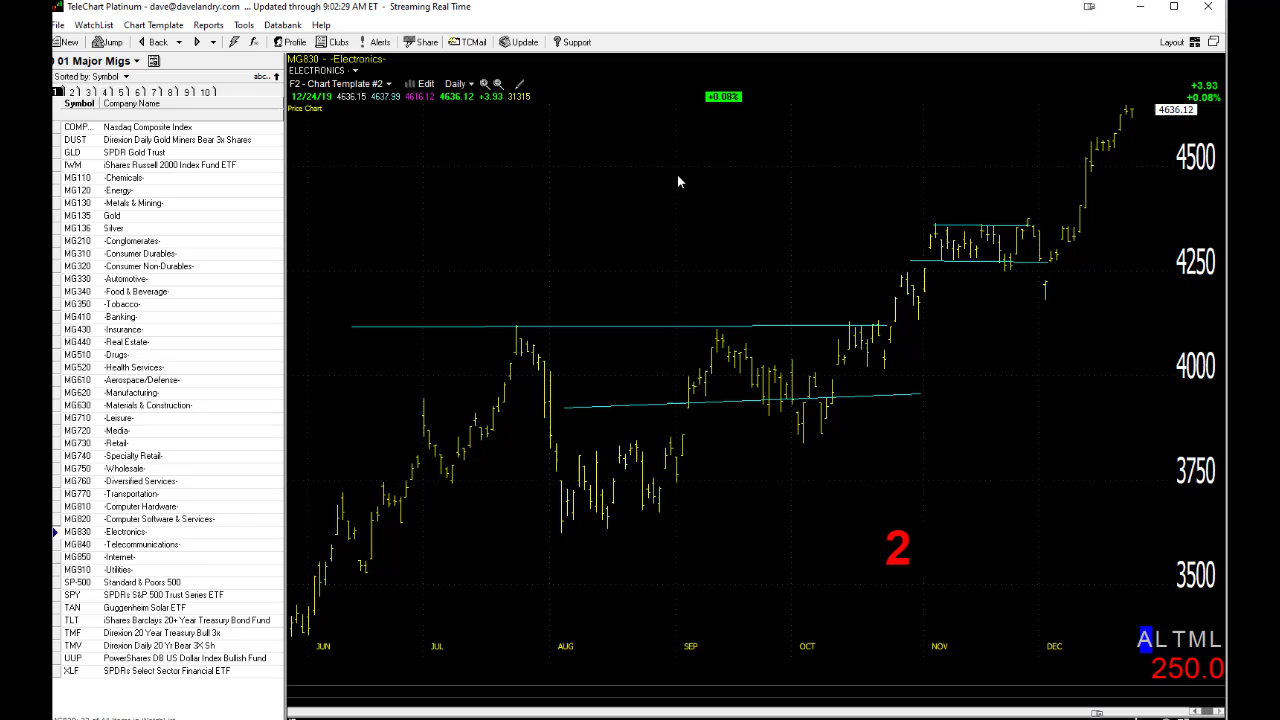 TeleChart Platinum - dave@davelandry.com ... Updated through 9:02:29 AM ET - Streaming Real Time
File WatchList Chart Template Reports Tools Databank Help
New Jump Back Profile Clubs Alerts Share TCMail Update Support Layout
01 Major Migs
Sorted by: Symbol abc..
1 2 3 4 5 6 7 8 9 10
Symbol Company Name
COMP... Nasdaq Composite Index
DUST Direxion Daily Gold Miners Bear 3x Shares
GLD SPDR Gold Trust
IWM iShares Russell 2000 Index Fund ETF
MG110 -Chemicals-
MG120 -Energy-
MG130 -Metals & Mining-
MG135 Gold
MG136 Silver
MG210 -Conglomerates-
MG310 -Consumer Durables-
MG320 -Consumer Non-Durables-
MG330 -Automotive-
MG340 -Food & Beverage-
MG350 -Tobacco-
MG410 -Banking-
MG430 -Insurance-
MG440 -Real Estate-
MG510 -Drugs-
MG520 -Health Services-
MG610 -Aerospace/Defense-
MG620 -Manufacturing-
MG630 -Materials & Construction-
MG710 -Leisure-
MG720 -Media-
MG730 -Retail-
MG740 -Specialty Retail-
MG750 -Wholesale-
MG760 -Diversified Services-
MG770 -Transportation-
MG810 -Computer Hardware-
MG820 -Computer Software & Services-
MG830 -Electronics-
MG840 -Telecommunications-
MG850 -Internet-
MG910 -Utilities-
SP-500 Standard & Poors 500
SPY SPDRs S&P 500 Trust Series ETF
TAN Guggenheim Solar ETF
TLT iShares Barclays 20+ Year Treasury Bond Fund
TMF Direxion 20 Year Treasury Bull 3x
TMV Direxion Daily 20 Yr Bear 3X Sh
UUP PowerShares DB US Dollar Index Bullish Fund
XLF SPDRs Select Sector Financial ETF
MG830 - -Electronics-
ELECTRONICS
F2 - Chart Template #2 Edit Daily
12/24/19 4636.15 4637.99 4616.12 4636.12 +3.93 31315 +0.08%
+3.93
+0.08%
Price Chart
4636.12
4500
4250
4000
3750
3500
2
JUN JUL AUG SEP OCT NOV DEC
ALTML
250.0